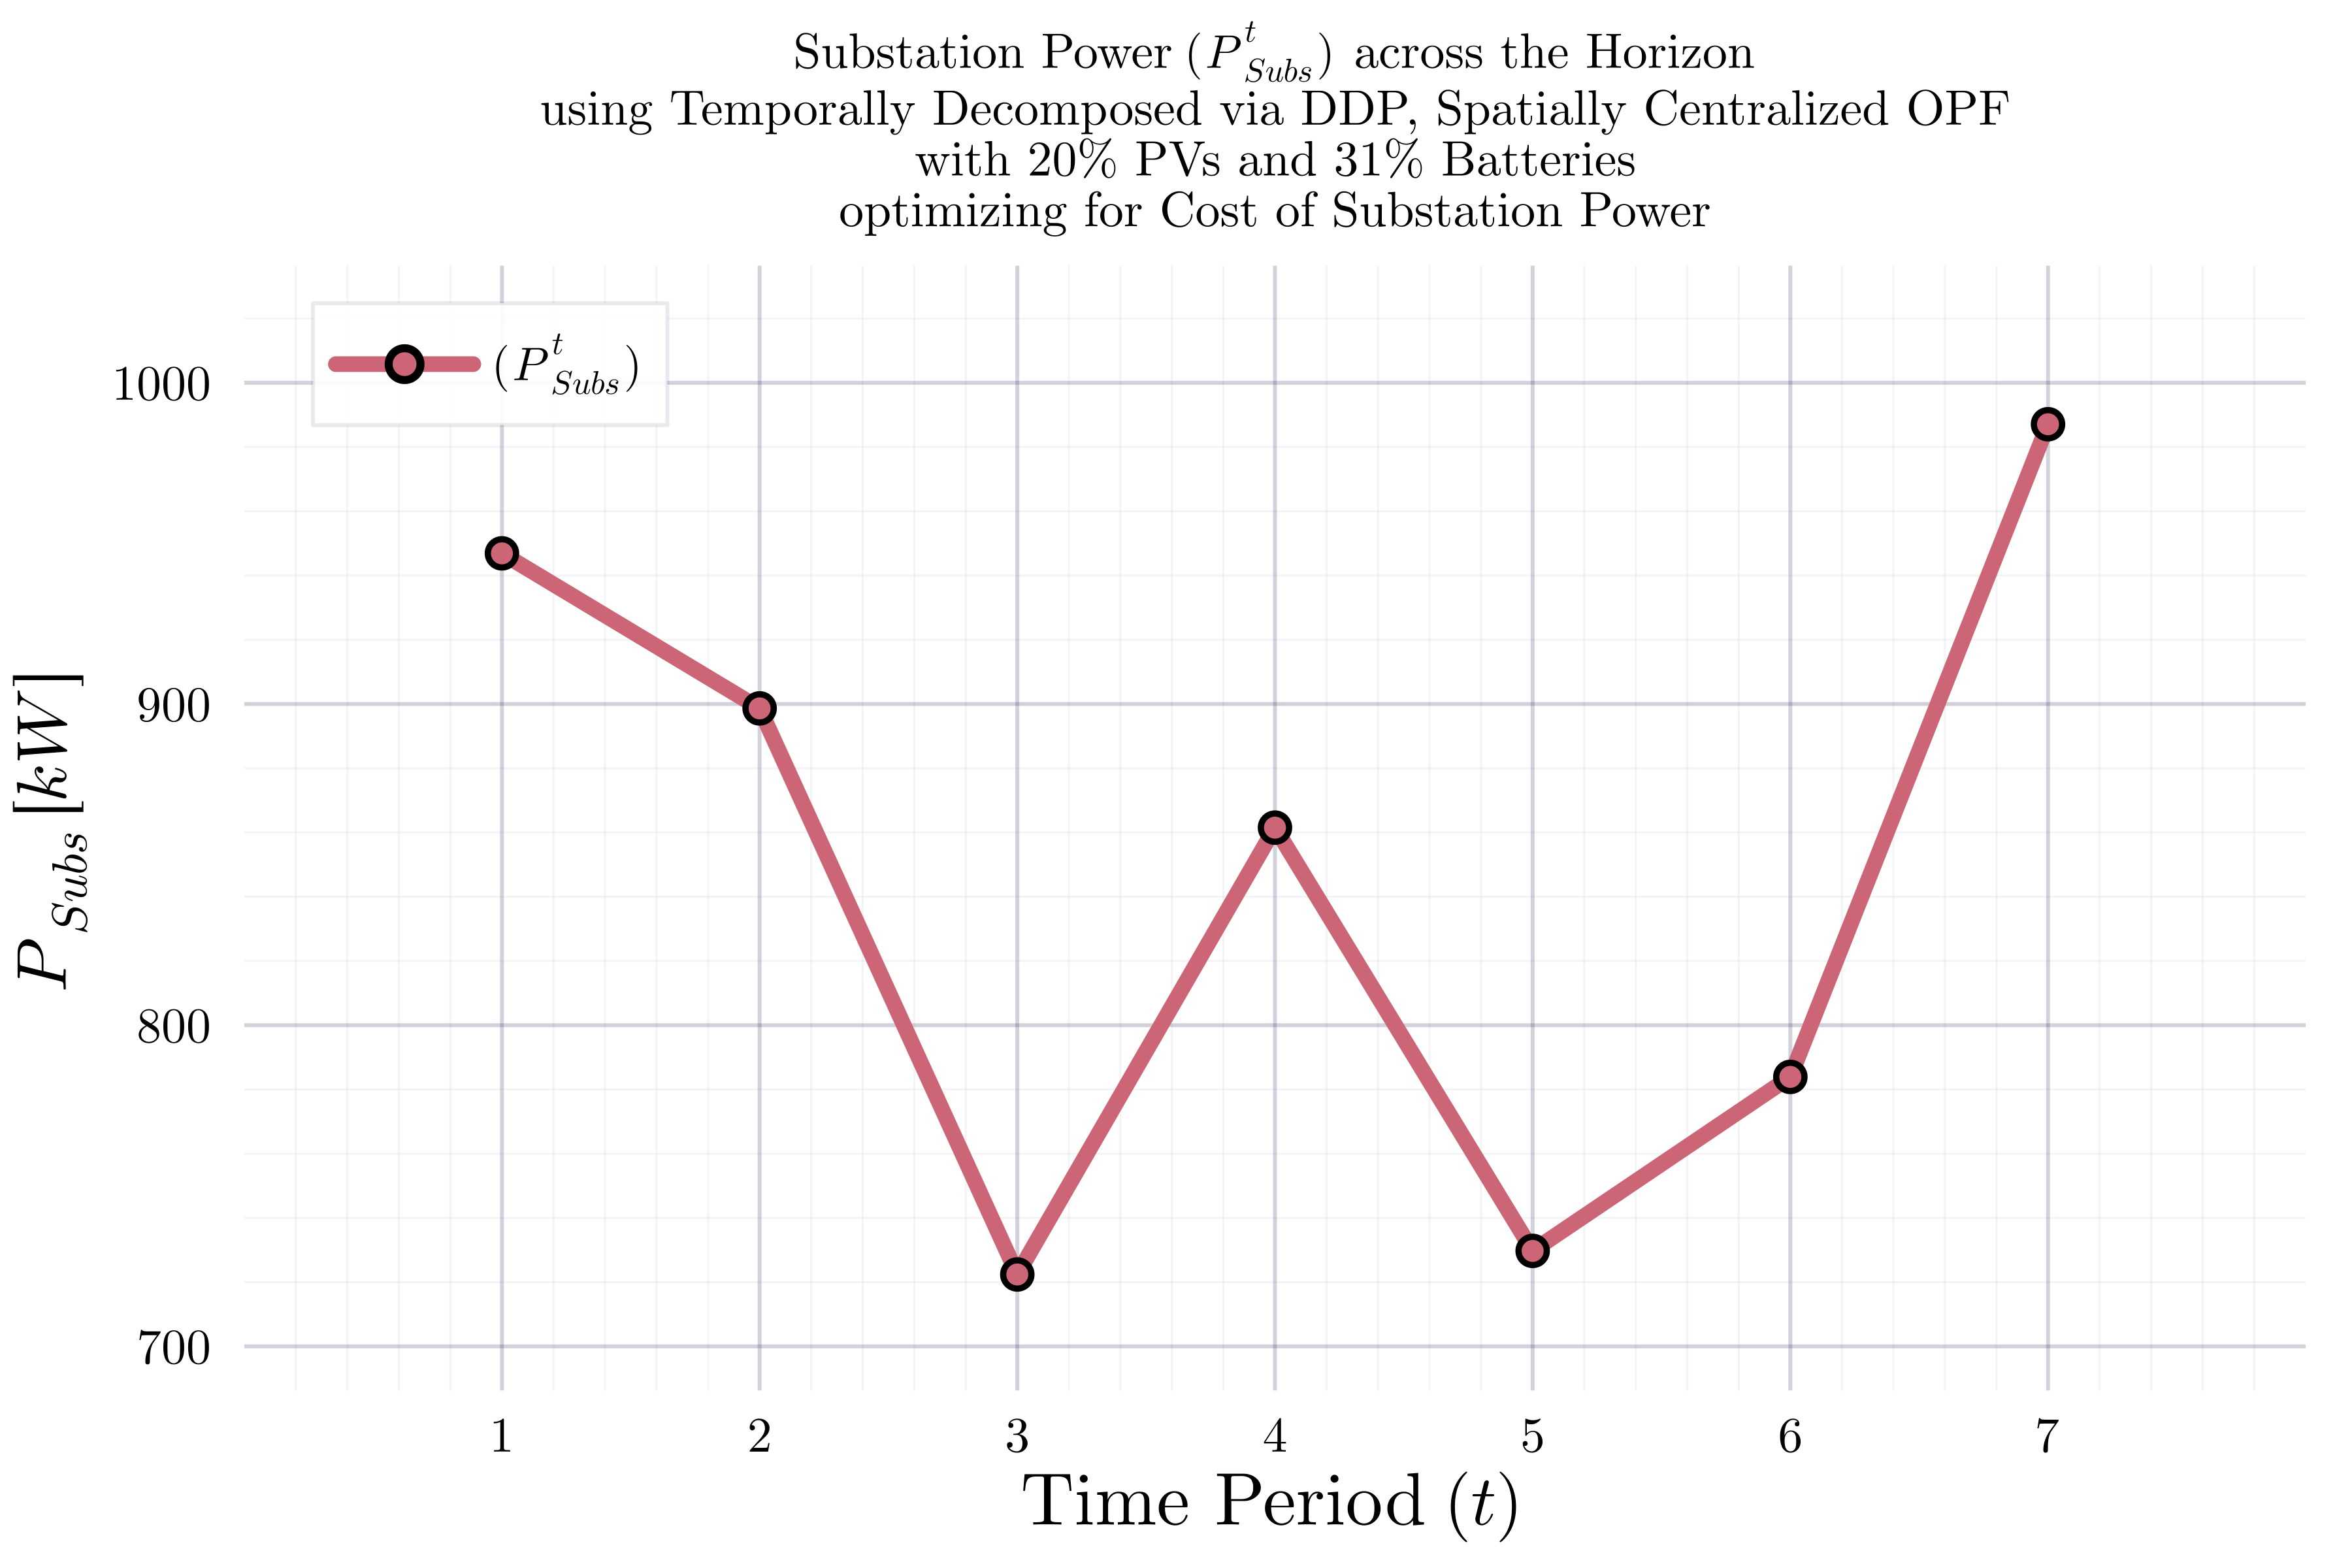 Substation Power (P^t_Subs) across the Horizon
using Temporally Decomposed via DDP, Spatially Centralized OPF
with 20% PVs and 31% Batteries
optimizing for Cost of Substation Power
(P^t_Subs)
P_Subs [kW]
1000
900
800
700
1 2 3 4 5 6 7
Time Period (t)